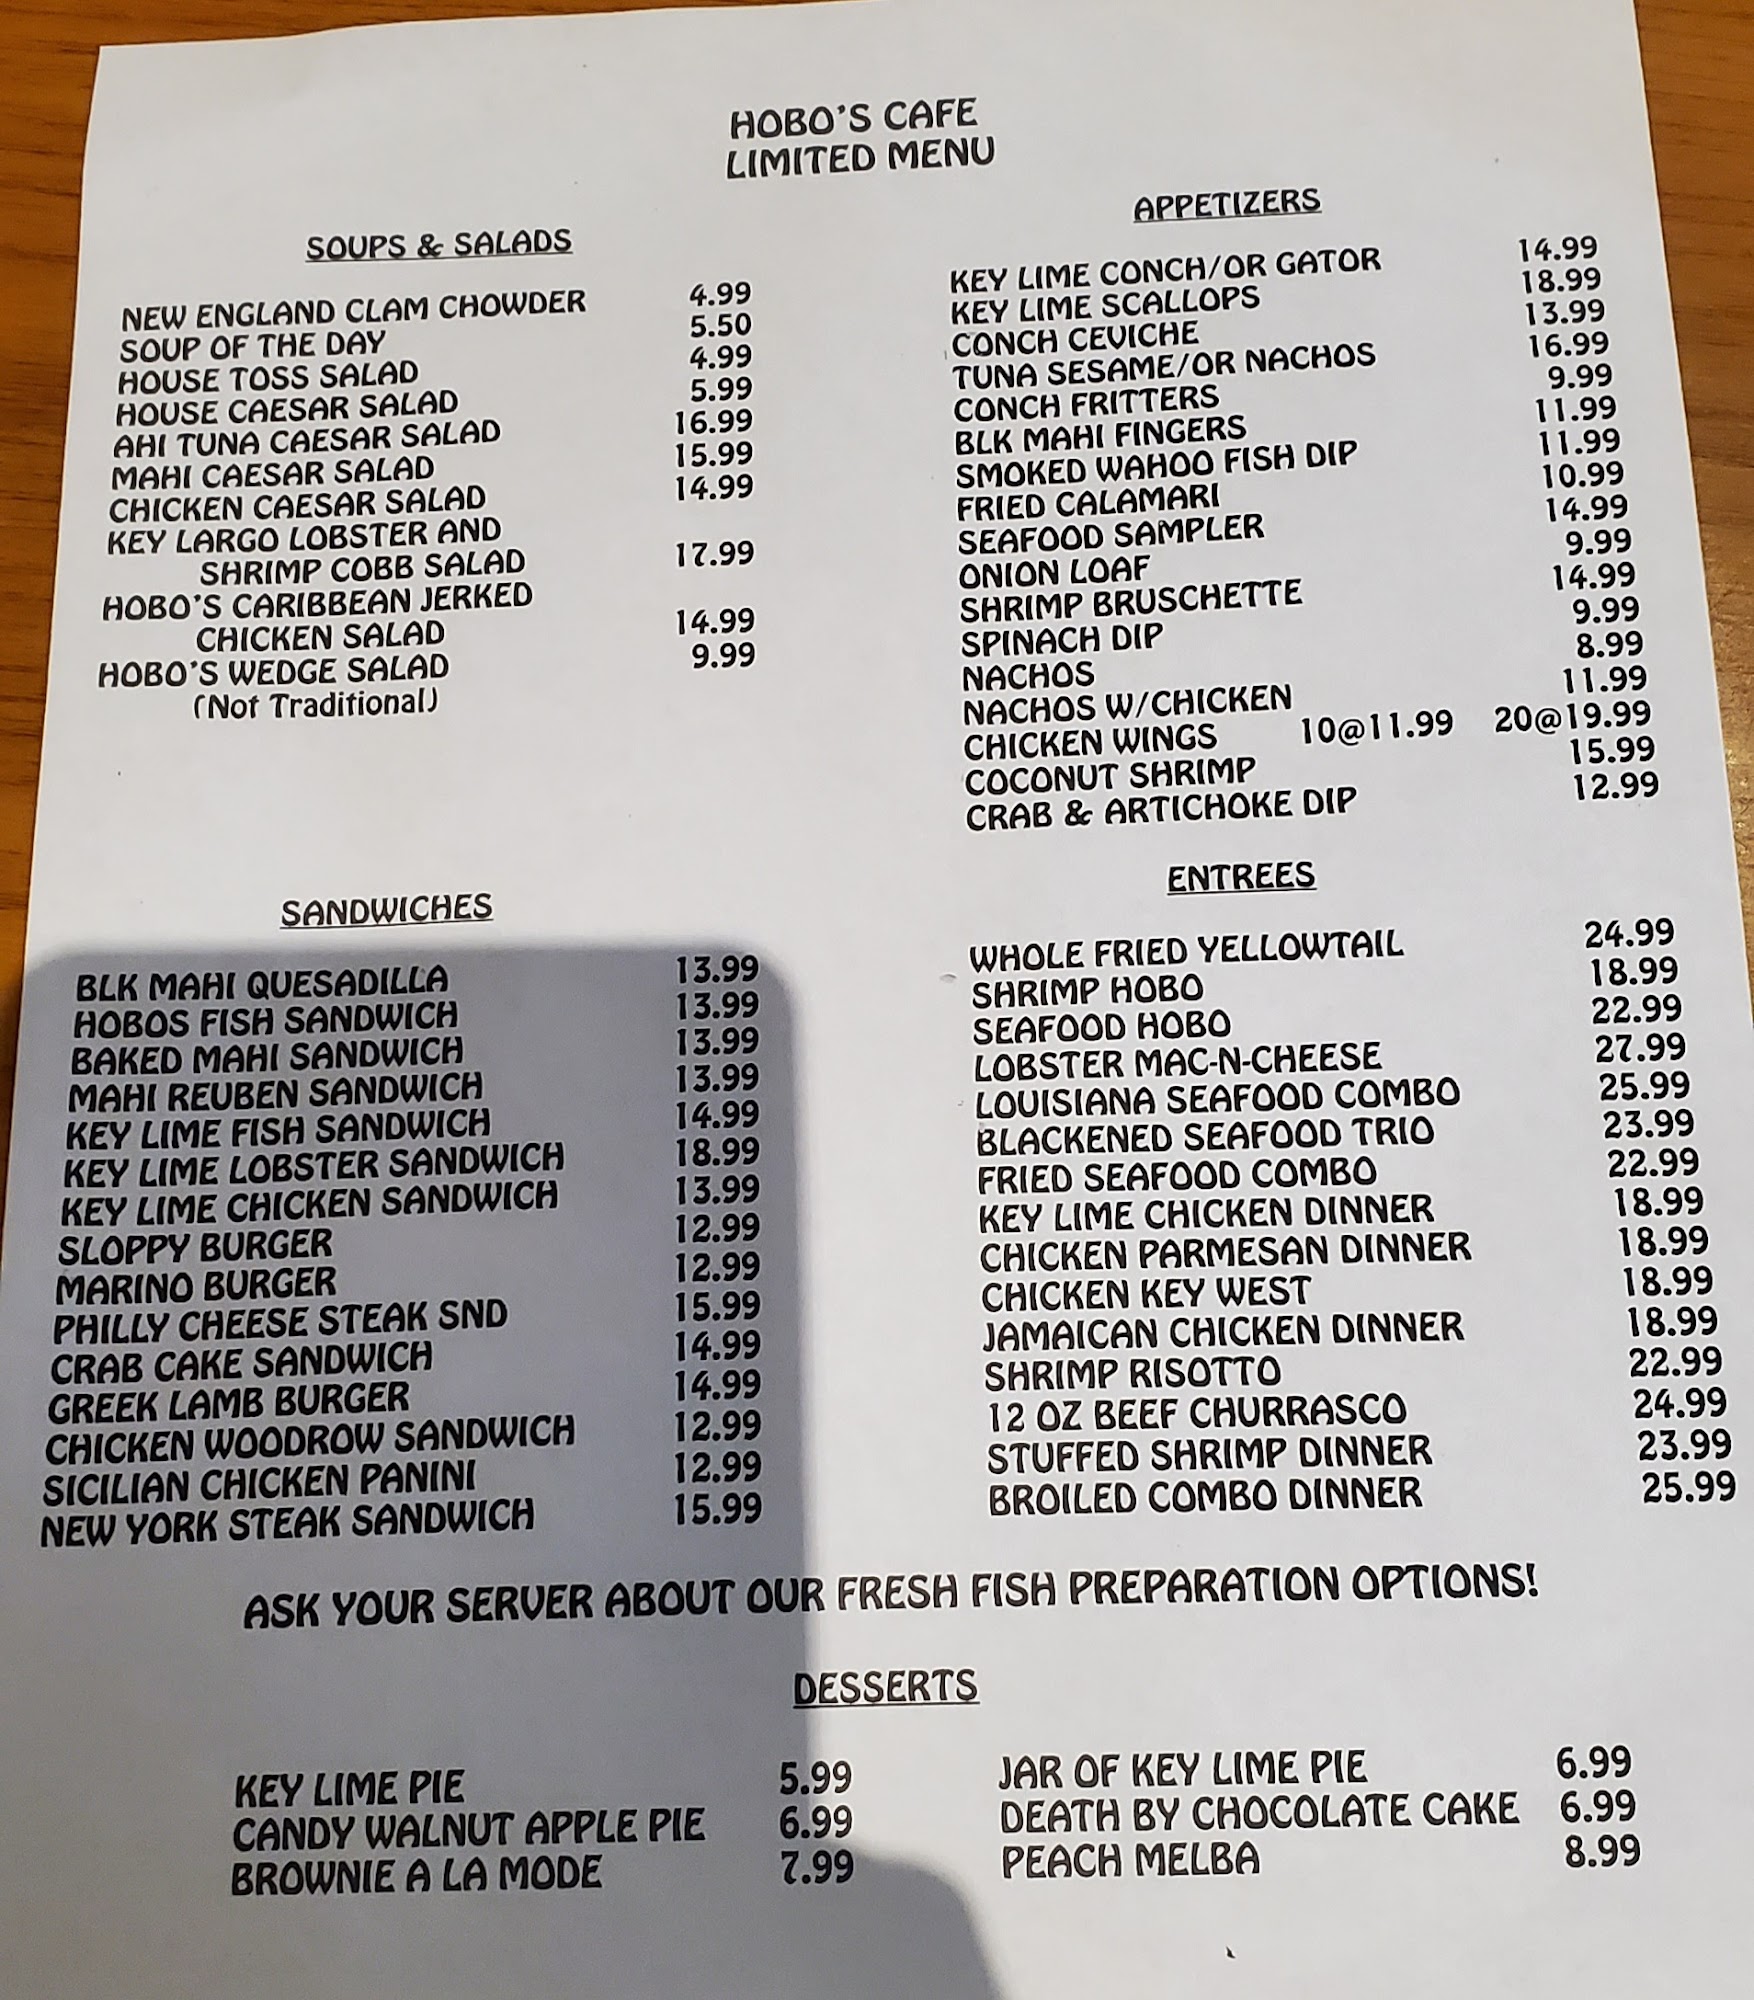 HOBO'S CAFE
LIMITED MENU
SOUPS & SALADS
NEW ENGLAND CLAM CHOWDER 4.99
SOUP OF THE DAY 5.50
HOUSE TOSS SALAD 4.99
HOUSE CAESAR SALAD 5.99
AHI TUNA CAESAR SALAD 16.99
MAHI CAESAR SALAD 15.99
CHICKEN CAESAR SALAD 14.99
KEY LARGO LOBSTER AND
SHRIMP COBB SALAD 17.99
HOBO'S CARIBBEAN JERKED
CHICKEN SALAD 14.99
HOBO'S WEDGE SALAD 9.99
(Not Traditional)
APPETIZERS
KEY LIME CONCH/OR GATOR 14.99
KEY LIME SCALLOPS 18.99
CONCH CEVICHE 13.99
TUNA SESAME/OR NACHOS 16.99
CONCH FRITTERS 9.99
BLK MAHI FINGERS 11.99
SMOKED WAHOO FISH DIP 11.99
FRIED CALAMARI 10.99
SEAFOOD SAMPLER 14.99
ONION LOAF 9.99
SHRIMP BRUSCHETTE 14.99
SPINACH DIP 9.99
NACHOS 8.99
NACHOS W/CHICKEN 11.99
CHICKEN WINGS 10@11.99 20@19.99
COCONUT SHRIMP 15.99
CRAB & ARTICHOKE DIP 12.99
SANDWICHES
BLK MAHI QUESADILLA 13.99
HOBOS FISH SANDWICH 13.99
BAKED MAHI SANDWICH 13.99
MAHI REUBEN SANDWICH 13.99
KEY LIME FISH SANDWICH 14.99
KEY LIME LOBSTER SANDWICH 18.99
KEY LIME CHICKEN SANDWICH 13.99
SLOPPY BURGER 12.99
MARINO BURGER 12.99
PHILLY CHEESE STEAK SND 15.99
CRAB CAKE SANDWICH 14.99
GREEK LAMB BURGER 14.99
CHICKEN WOODROW SANDWICH 12.99
SICILIAN CHICKEN PANINI 12.99
NEW YORK STEAK SANDWICH 15.99
ENTREES
WHOLE FRIED YELLOWTAIL 24.99
SHRIMP HOBO 18.99
SEAFOOD HOBO 22.99
LOBSTER MAC-N-CHEESE 27.99
LOUISIANA SEAFOOD COMBO 25.99
BLACKENED SEAFOOD TRIO 23.99
FRIED SEAFOOD COMBO 22.99
KEY LIME CHICKEN DINNER 18.99
CHICKEN PARMESAN DINNER 18.99
CHICKEN KEY WEST 18.99
JAMAICAN CHICKEN DINNER 18.99
SHRIMP RISOTTO 22.99
12 OZ BEEF CHURRASCO 24.99
STUFFED SHRIMP DINNER 23.99
BROILED COMBO DINNER 25.99
ASK YOUR SERVER ABOUT OUR FRESH FISH PREPARATION OPTIONS!
DESSERTS
KEY LIME PIE 5.99
CANDY WALNUT APPLE PIE 6.99
BROWNIE A LA MODE 7.99
JAR OF KEY LIME PIE 6.99
DEATH BY CHOCOLATE CAKE 6.99
PEACH MELBA 8.99